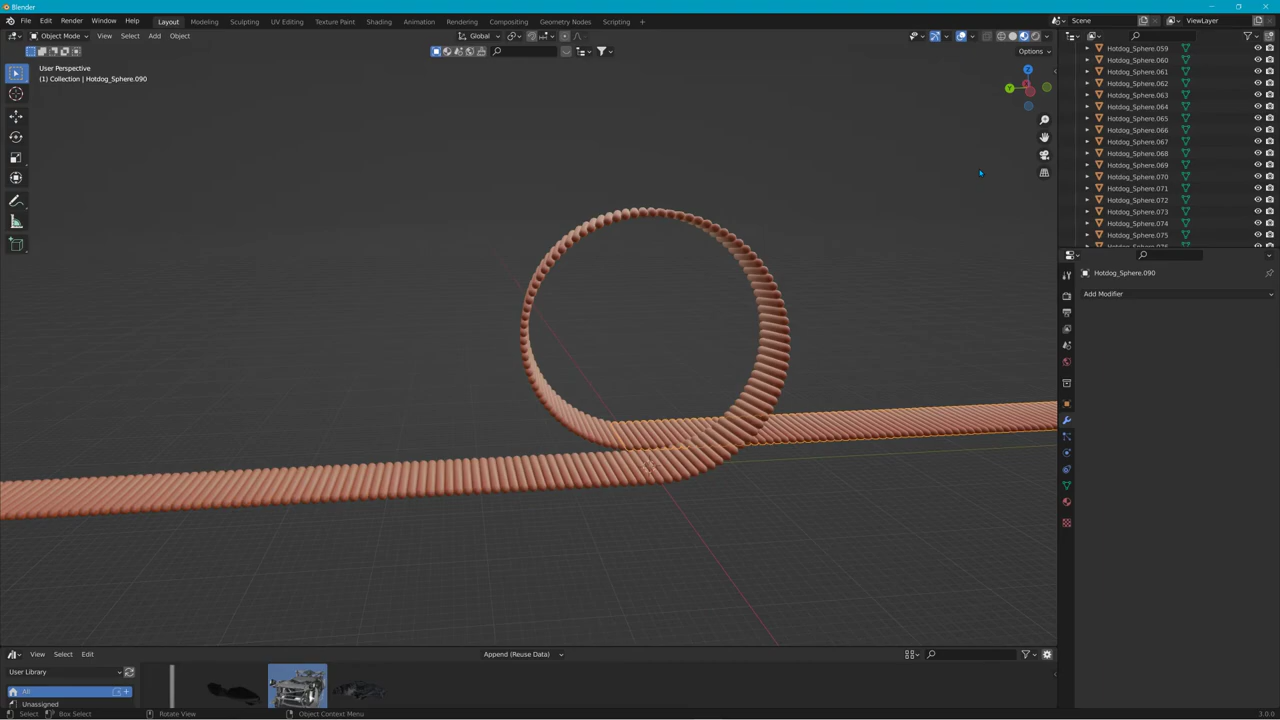 Blender
File Edit Render Window Help Layout Modeling Sculpting UV Editing Texture Paint Shading Animation Rendering Compositing Geometry Nodes Scripting + Scene ViewLayer
Object Mode View Select Add Object Global
Options
User Perspective
(1) Collection | Hotdog_Sphere.090
Z
Y
Hotdog_Sphere.059
Hotdog_Sphere.060
Hotdog_Sphere.061
Hotdog_Sphere.062
Hotdog_Sphere.063
Hotdog_Sphere.064
Hotdog_Sphere.065
Hotdog_Sphere.066
Hotdog_Sphere.067
Hotdog_Sphere.068
Hotdog_Sphere.069
Hotdog_Sphere.070
Hotdog_Sphere.071
Hotdog_Sphere.072
Hotdog_Sphere.073
Hotdog_Sphere.074
Hotdog_Sphere.075
Hotdog_Sphere.090
Add Modifier
View Select Edit Append (Reuse Data)
User Library
All
Unassigned
Select Box Select Rotate View Object Context Menu 3.0.0